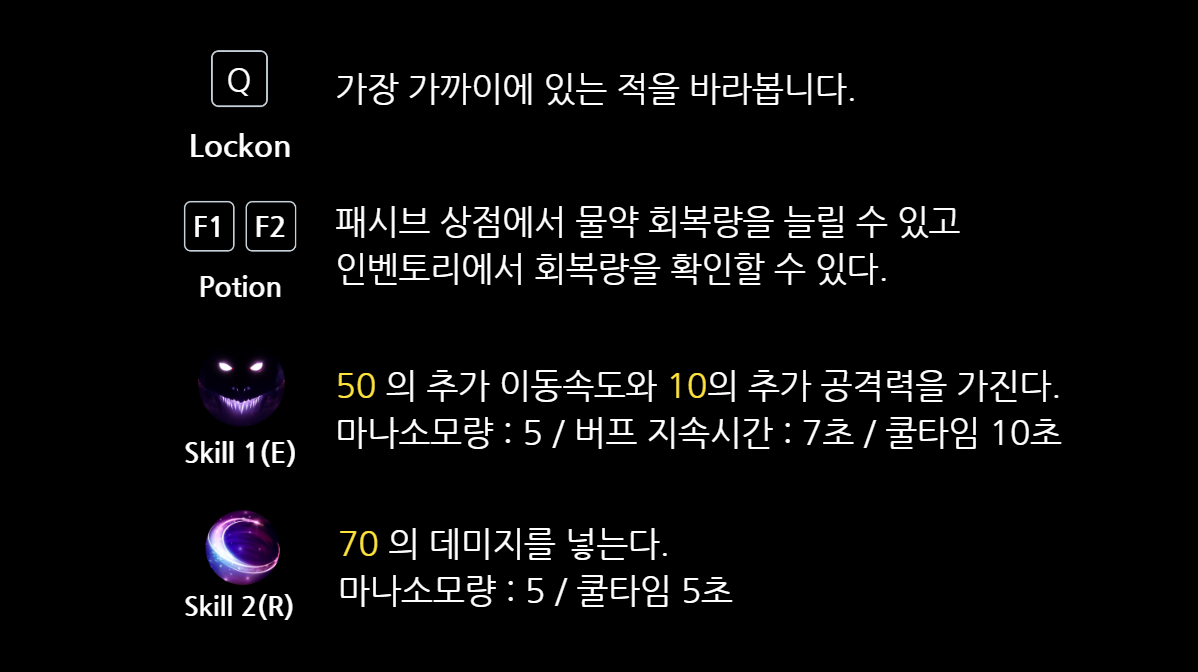 Q
가장 가까이에 있는 적을 바라봅니다.
Lockon
F1 F2
패시브 상점에서 물약 회복량을 늘릴 수 있고
인벤토리에서 회복량을 확인할 수 있다.
Potion
50 의 추가 이동속도와 10의 추가 공격력을 가진다.
마나소모량 : 5 / 버프 지속시간 : 7초 / 쿨타임 10초
Skill 1(E)
70 의 데미지를 넣는다.
마나소모량 : 5 / 쿨타임 5초
Skill 2(R)